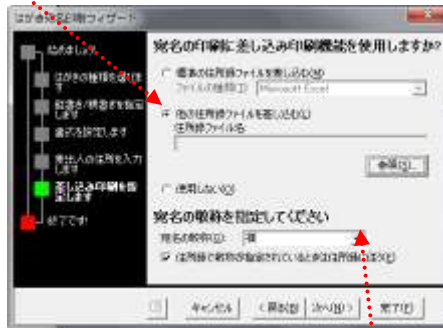 はがき宛名印刷ウィザード
始めましょう
はがきの種類を選びます
縦書き/横書きを指定します
書式を設定します
差出人の住所を入力します
差し込み印刷を指定します
終了です!
宛名の印刷に差し込み印刷機能を使用しますか?
標準の住所録ファイルを差し込む(M)
ファイルの種類(I): Microsoft Excel
他の住所録ファイルを差し込む(L)
住所録ファイル名:
参照(G)...
使用しない(O)
宛名の敬称を指定してください
宛名の敬称(D): 様
住所録で敬称が指定されているときは住所録に従う(E)
キャンセル
<戻る(B)
次へ(N)>
完了(F)